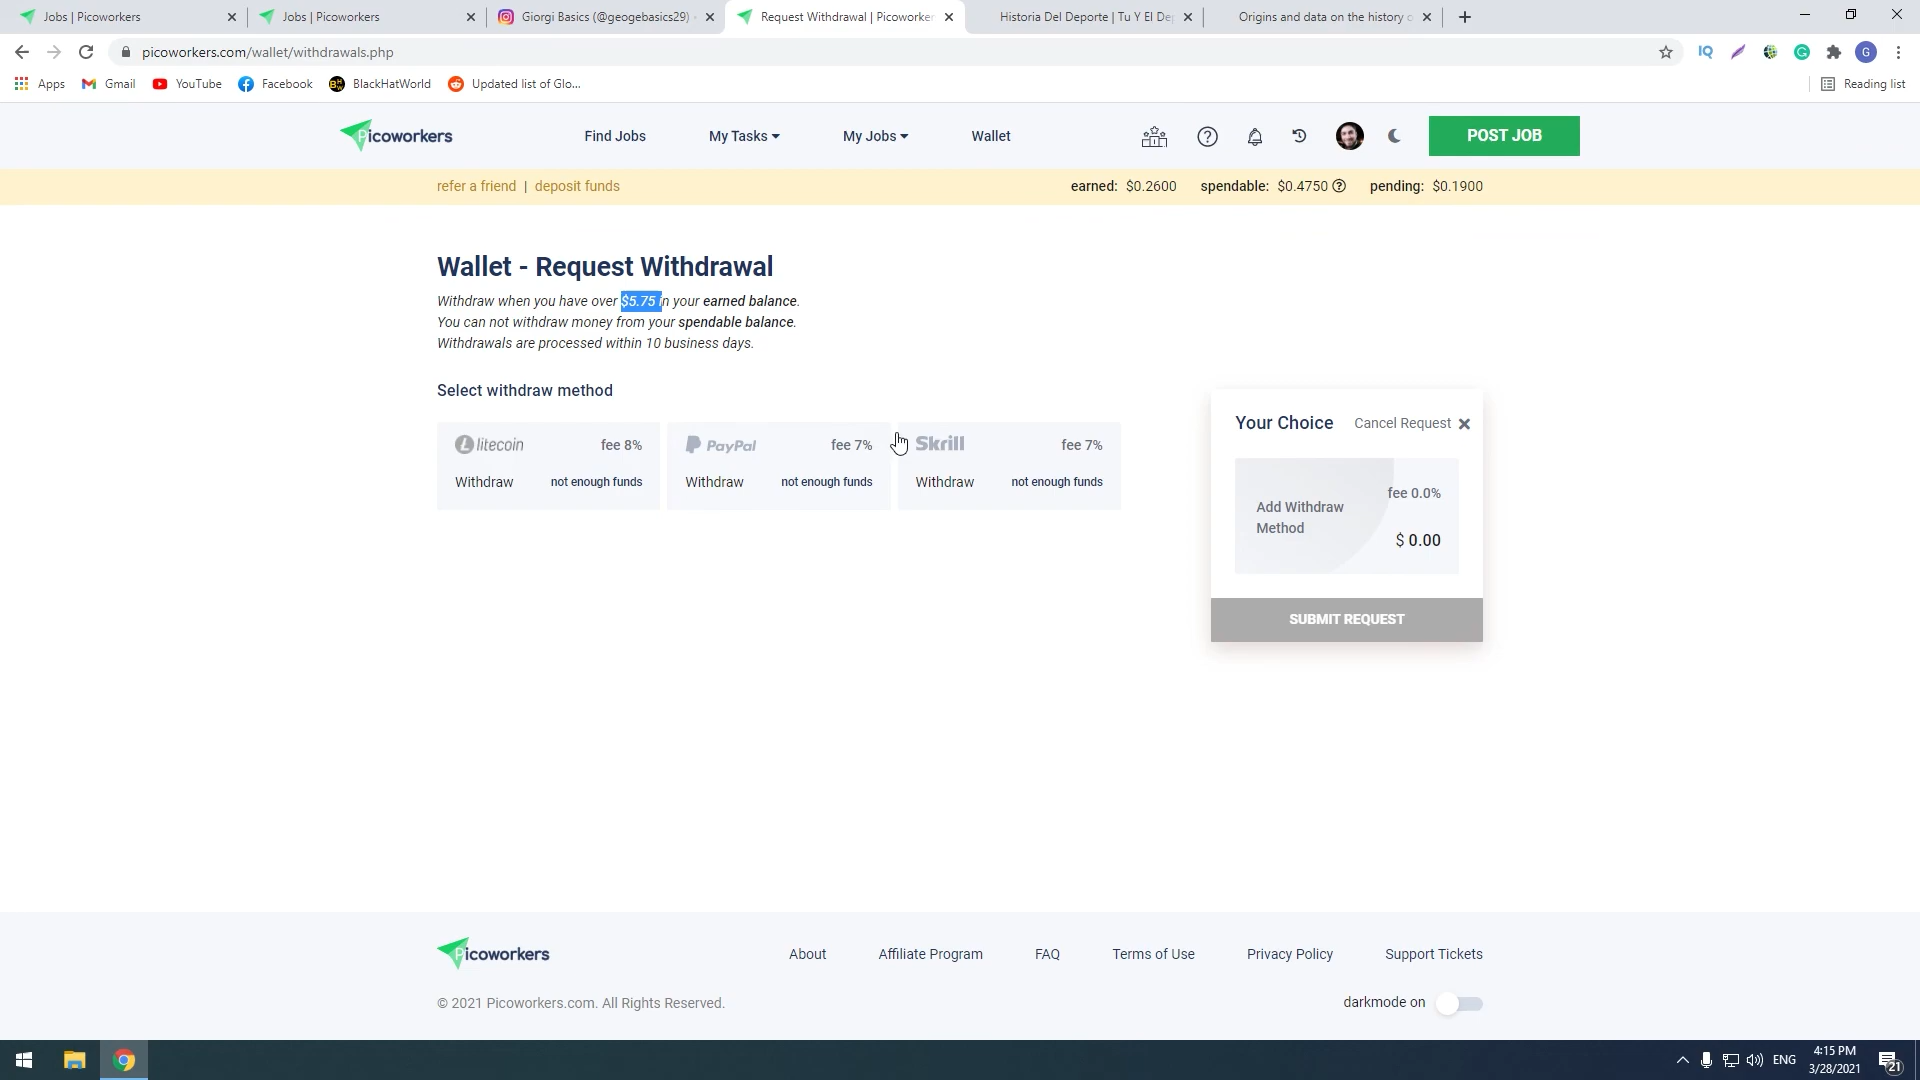 Jobs | Picoworkers
Jobs | Picoworkers
Giorgi Basics (@geogebasics29)
Request Withdrawal | Picoworker
Historia Del Deporte | Tu Y El De
Origins and data on the history o
picoworkers.com/wallet/withdrawals.php
IQ
G
Apps
Gmail
YouTube
Facebook
BlackHatWorld
Updated list of Glo...
Reading list
Picoworkers
Find Jobs
My Tasks
My Jobs
Wallet
POST JOB
refer a friend | deposit funds
earned: $0.2600
spendable: $0.4750
pending: $0.1900
Wallet - Request Withdrawal
Withdraw when you have over $5.75 in your earned balance.
You can not withdraw money from your spendable balance.
Withdrawals are processed within 10 business days.
Select withdraw method
litecoin fee 8%
Withdraw not enough funds
PayPal fee 7%
Withdraw not enough funds
Skrill fee 7%
Withdraw not enough funds
Your Choice
Cancel Request
Add Withdraw
Method
fee 0.0%
$ 0.00
SUBMIT REQUEST
Picoworkers
About
Affiliate Program
FAQ
Terms of Use
Privacy Policy
Support Tickets
© 2021 Picoworkers.com. All Rights Reserved.
darkmode on
ENG
4:15 PM
3/28/2021
21